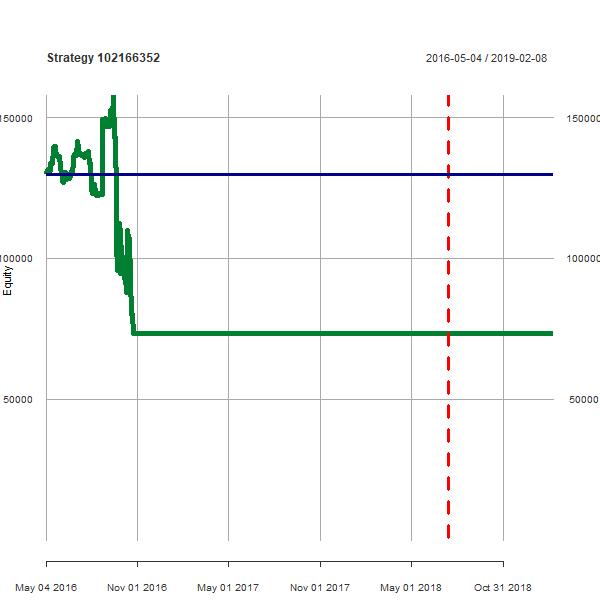 Strategy 102166352
2016-05-04 / 2019-02-08
150000
150000
100000
100000
Equity
50000
50000
May 04 2016
Nov 01 2016
May 01 2017
Nov 01 2017
May 01 2018
Oct 31 2018